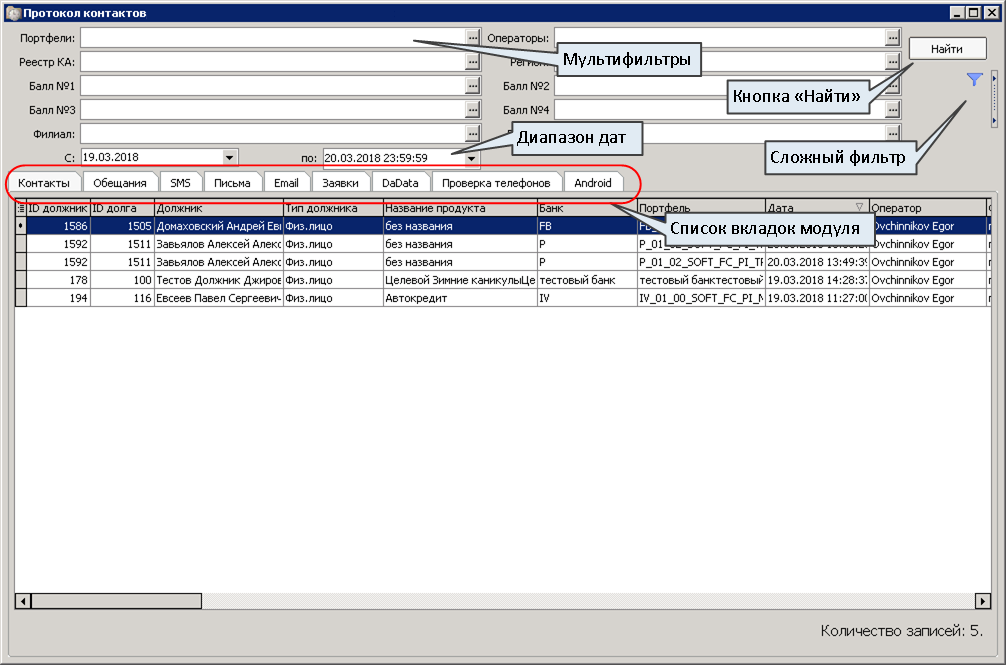 Протокол контактов
Портфели: Операторы:
Найти
Мультифильтры
Реестр КА:
Балл №1 Балл №2
Кнопка «Найти»
Балл №3 Балл №4
Филиал:
Диапазон дат
Сложный фильтр
С: 19.03.2018 по: 20.03.2018 23:59:59
Контакты Обещания SMS Письма Email Заявки DaData Проверка телефонов Android
ID должник ID долга Должник Тип должника Название продукта Банк Портфель Дата Оператор
Список вкладок модуля
1586 1505 Домаховский Андрей Евг Физ.лицо без названия FB Ovchinnikov Egor
1592 1511 Завьялов Алексей Алекс Физ.лицо без названия P P_01_02_SOFT_FC_PI_TF Ovchinnikov Egor
1592 1511 Завьялов Алексей Алекс Физ.лицо без названия P P_01_02_SOFT_FC_PI_TF 20.03.2018 13:49:39 Ovchinnikov Egor
178 100 Тестов Должник Джиров Физ.лицо Целевой Зимние каникулыЦе тестовый банк тестовый банктестовый 19.03.2018 14:28:37 Ovchinnikov Egor
194 116 Евсеев Павел Сергеевич Физ.лицо Автокредит IV IV_01_00_SOFT_FC_PI_N 19.03.2018 11:27:00 Ovchinnikov Egor
Количество записей: 5.